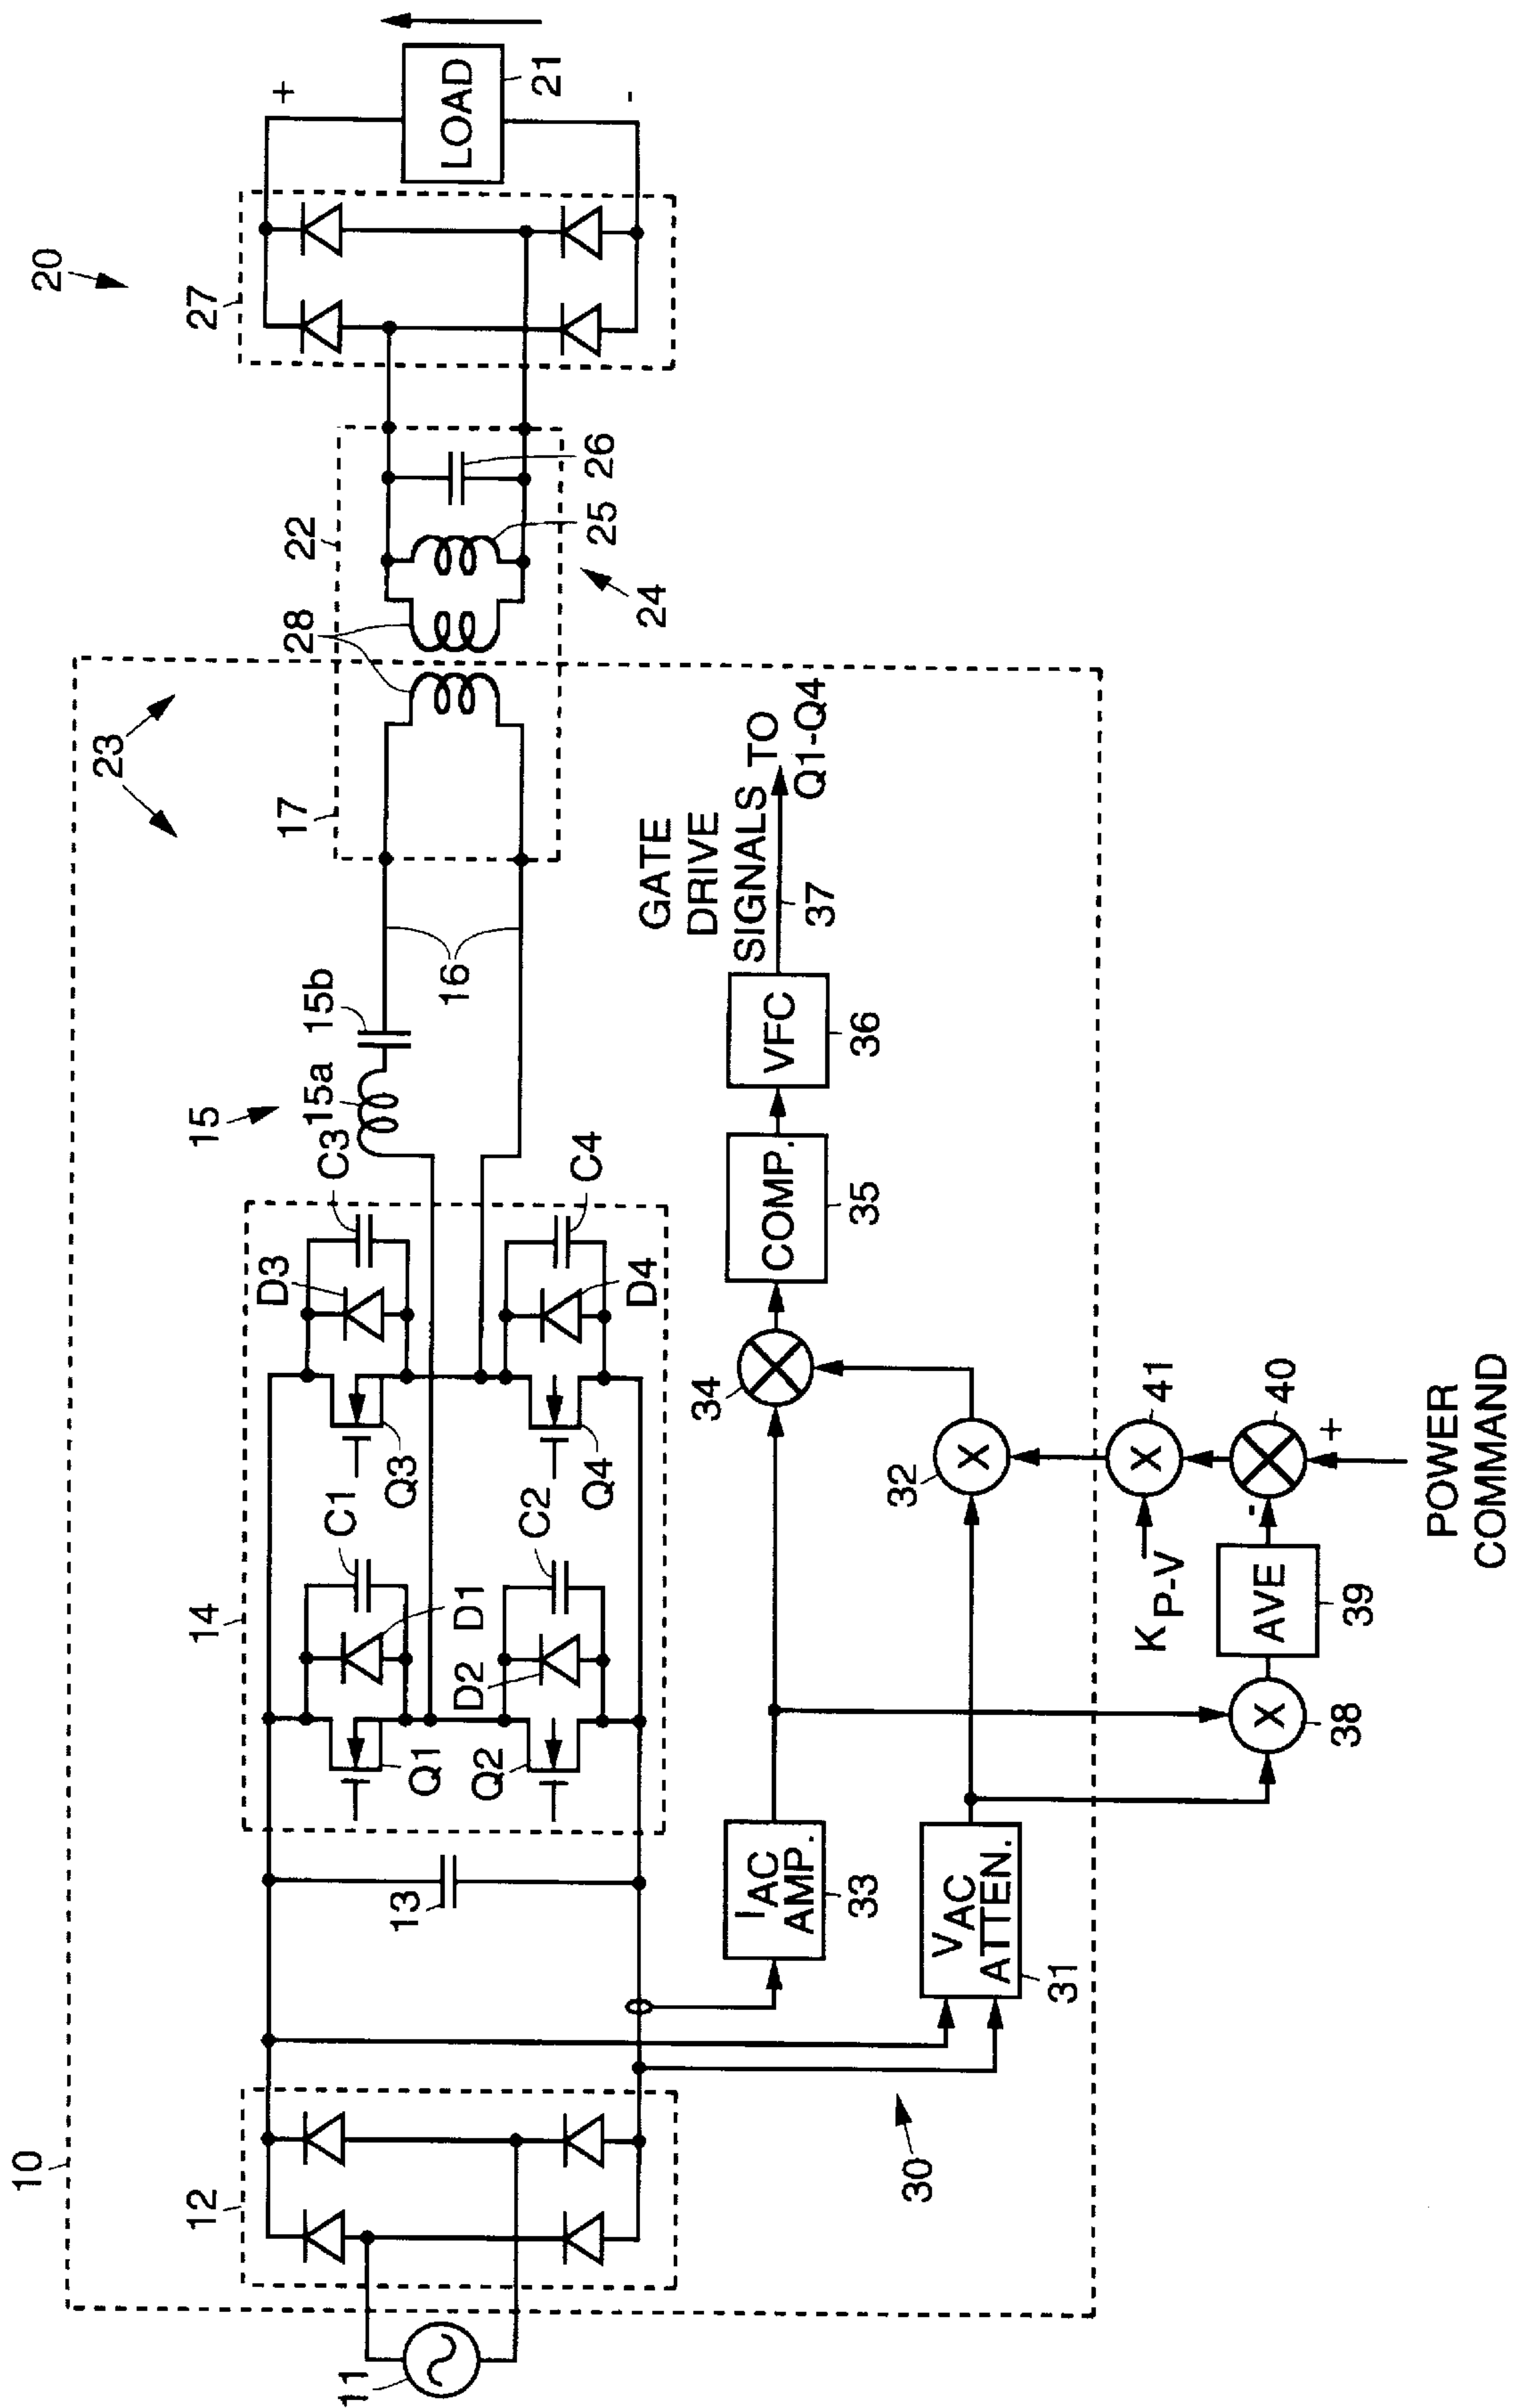 10
23
20
14
15
17
22
27
12
D3
C3
15a
15b
28
+
C1
C4
16
26
LOAD
21
13
Q1
D1
Q3
D4
25
-
11
Q2
D2
C2
Q4
24
34
GATE
DRIVE
SIGNALS TO
Q1-Q4
IAC
AMP.
33
COMP.
35
VFC
36
37
32
VAC
ATTEN.
31
30
KP-V
41
38
AVE
39
-
40
+
POWER
COMMAND